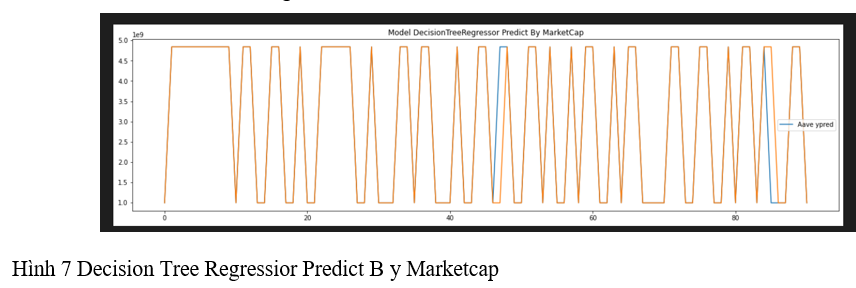 Model DecisionTreeRegressor Predict By MarketCap
1e9
5.0
4.5
4.0
3.5
3.0
2.5
2.0
1.5
1.0
Aave ypred
0 20 40 60 80
Hình 7 Decision Tree Regressior Predict B y Marketcap